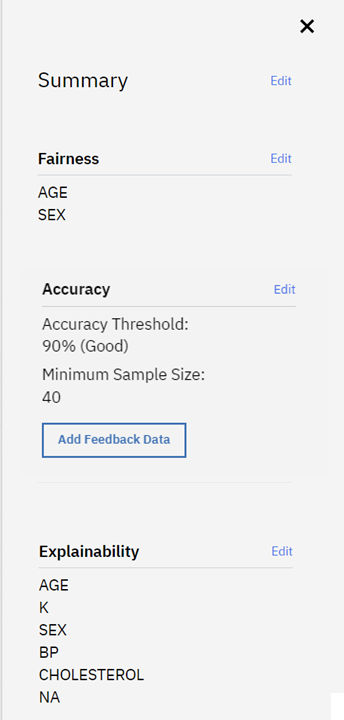 Summary Edit
Fairness Edit
AGE
SEX
Accuracy Edit
Accuracy Threshold:
90% (Good)
Minimum Sample Size:
40
Add Feedback Data
Explainability Edit
AGE
K
SEX
BP
CHOLESTEROL
NA